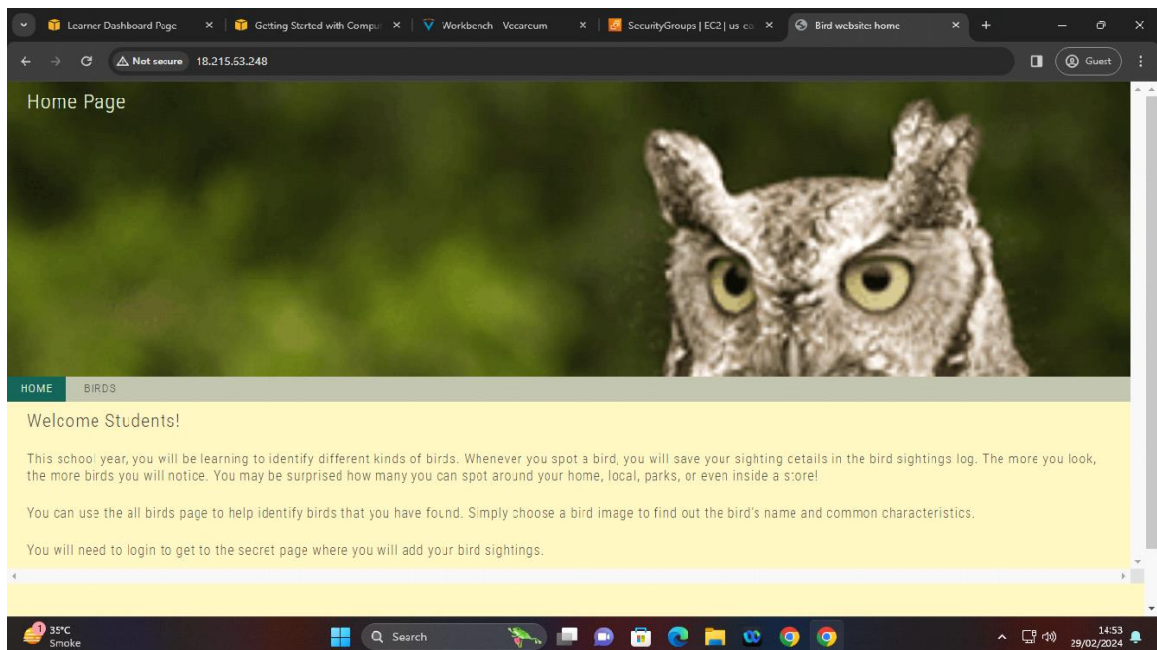 Learner Dashboard Page
Getting Started with Compu
Workbench Vocareum
SecurityGroups | EC2 | us-ea
Bird website: home
Not secure
18.215.63.248
Guest
Home Page
HOME
BIRDS
Welcome Students!
This school year, you will be learning to identify different kinds of birds. Whenever you spot a bird, you will save your sighting details in the bird sightings log. The more you look,
the more birds you will notice. You may be surprised how many you can spot around your home, local, parks, or even inside a store!
You can use the all birds page to help identify birds that you have found. Simply choose a bird image to find out the bird's name and common characteristics.
You will need to login to get to the secret page where you will add your bird sightings.
1
35°C
Smoke
Search
14:53
29/02/2024